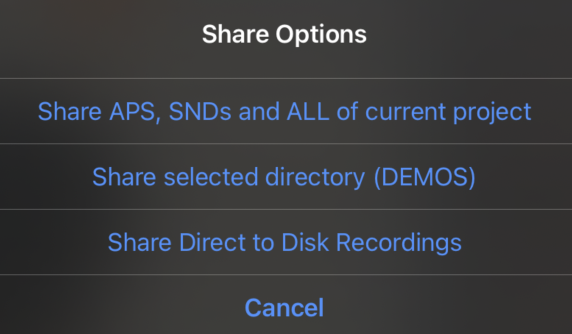 Share Options
Share APS, SNDs and ALL of current project
Share selected directory (DEMOS)
Share Direct to Disk Recordings
Cancel